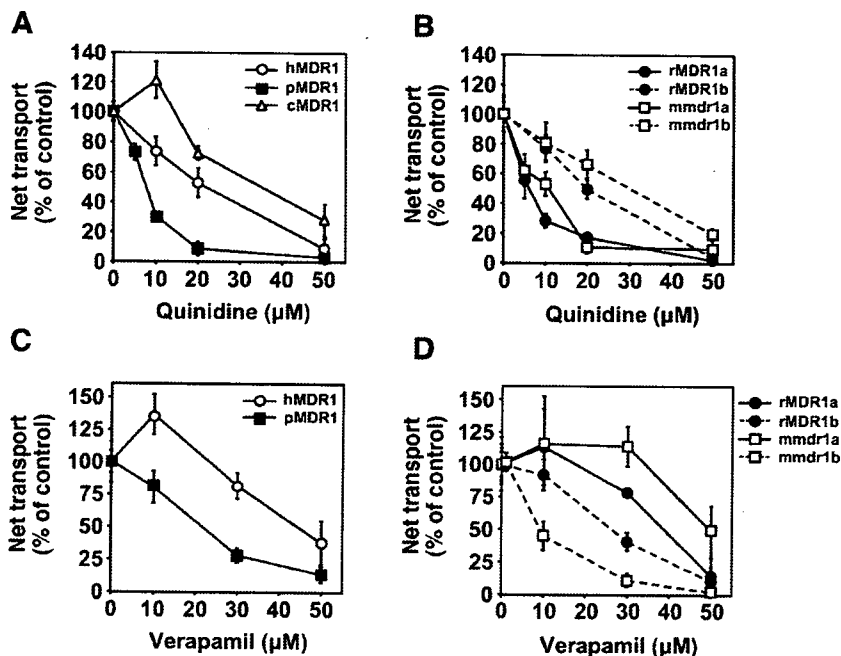 A
Net transport
(% of control)
140
120
100
80
60
40
20
0
hMDR1
pMDR1
cMDR1
0 10 20 30 40 50
Quinidine (µM)
B
Net transport
(% of control)
140
120
100
80
60
40
20
0
rMDR1a
rMDR1b
mmdr1a
mmdr1b
0 10 20 30 40 50
Quinidine (µM)
C
Net transport
(% of control)
150
125
100
75
50
25
0
hMDR1
pMDR1
0 10 20 30 40 50
Verapamil (µM)
D
Net transport
(% of control)
150
125
100
75
50
25
0
rMDR1a
rMDR1b
mmdr1a
mmdr1b
0 10 20 30 40 50
Verapamil (µM)